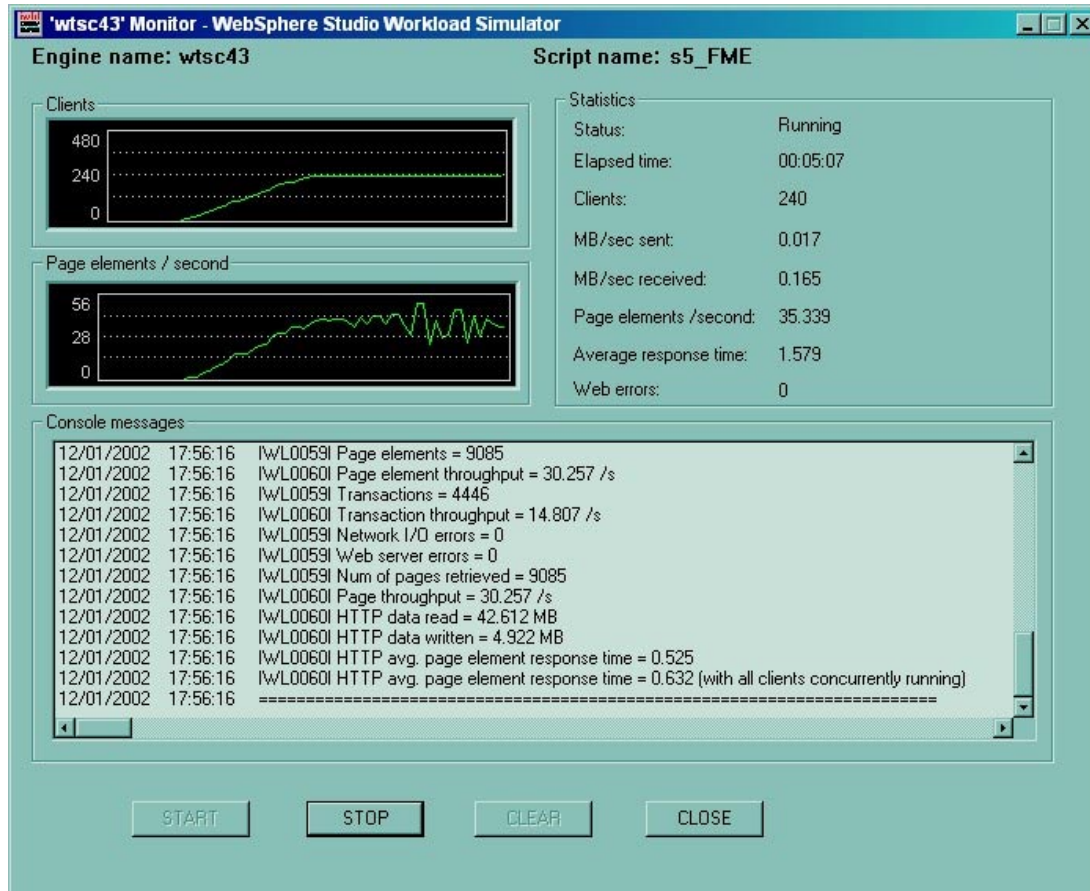 'wtsc43' Monitor - WebSphere Studio Workload Simulator
Engine name: wtsc43
Script name: s5_FME
Clients
480
240
0
Page elements / second
56
28
0
Statistics
Status: Running
Elapsed time: 00:05:07
Clients: 240
MB/sec sent: 0.017
MB/sec received: 0.165
Page elements /second: 35.339
Average response time: 1.579
Web errors: 0
Console messages
12/01/2002 17:56:16 IWL0059I Page elements = 9085
12/01/2002 17:56:16 IWL0060I Page element throughput = 30.257 /s
12/01/2002 17:56:16 IWL0059I Transactions = 4446
12/01/2002 17:56:16 IWL0060I Transaction throughput = 14.807 /s
12/01/2002 17:56:16 IWL0059I Network I/O errors = 0
12/01/2002 17:56:16 IWL0059I Web server errors = 0
12/01/2002 17:56:16 IWL0059I Num of pages retrieved = 9085
12/01/2002 17:56:16 IWL0060I Page throughput = 30.257 /s
12/01/2002 17:56:16 IWL0060I HTTP data read = 42.612 MB
12/01/2002 17:56:16 IWL0060I HTTP data written = 4.922 MB
12/01/2002 17:56:16 IWL0060I HTTP avg. page element response time = 0.525
12/01/2002 17:56:16 IWL0060I HTTP avg. page element response time = 0.632 (with all clients concurrently running)
12/01/2002 17:56:16 =========================================================================
START
STOP
CLEAR
CLOSE